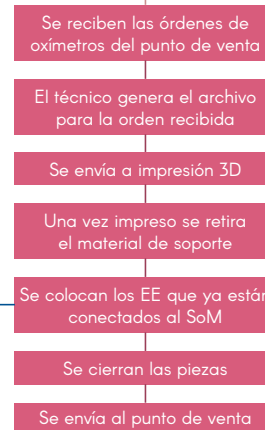 Se reciben las órdenes de
oxímetros del punto de venta
El técnico genera el archivo
para la orden recibida
Se envía a impresión 3D
Una vez impreso se retira
el material de soporte
Se colocan los EE que ya están
conectados al SoM
Se cierran las piezas
Se envía al punto de venta